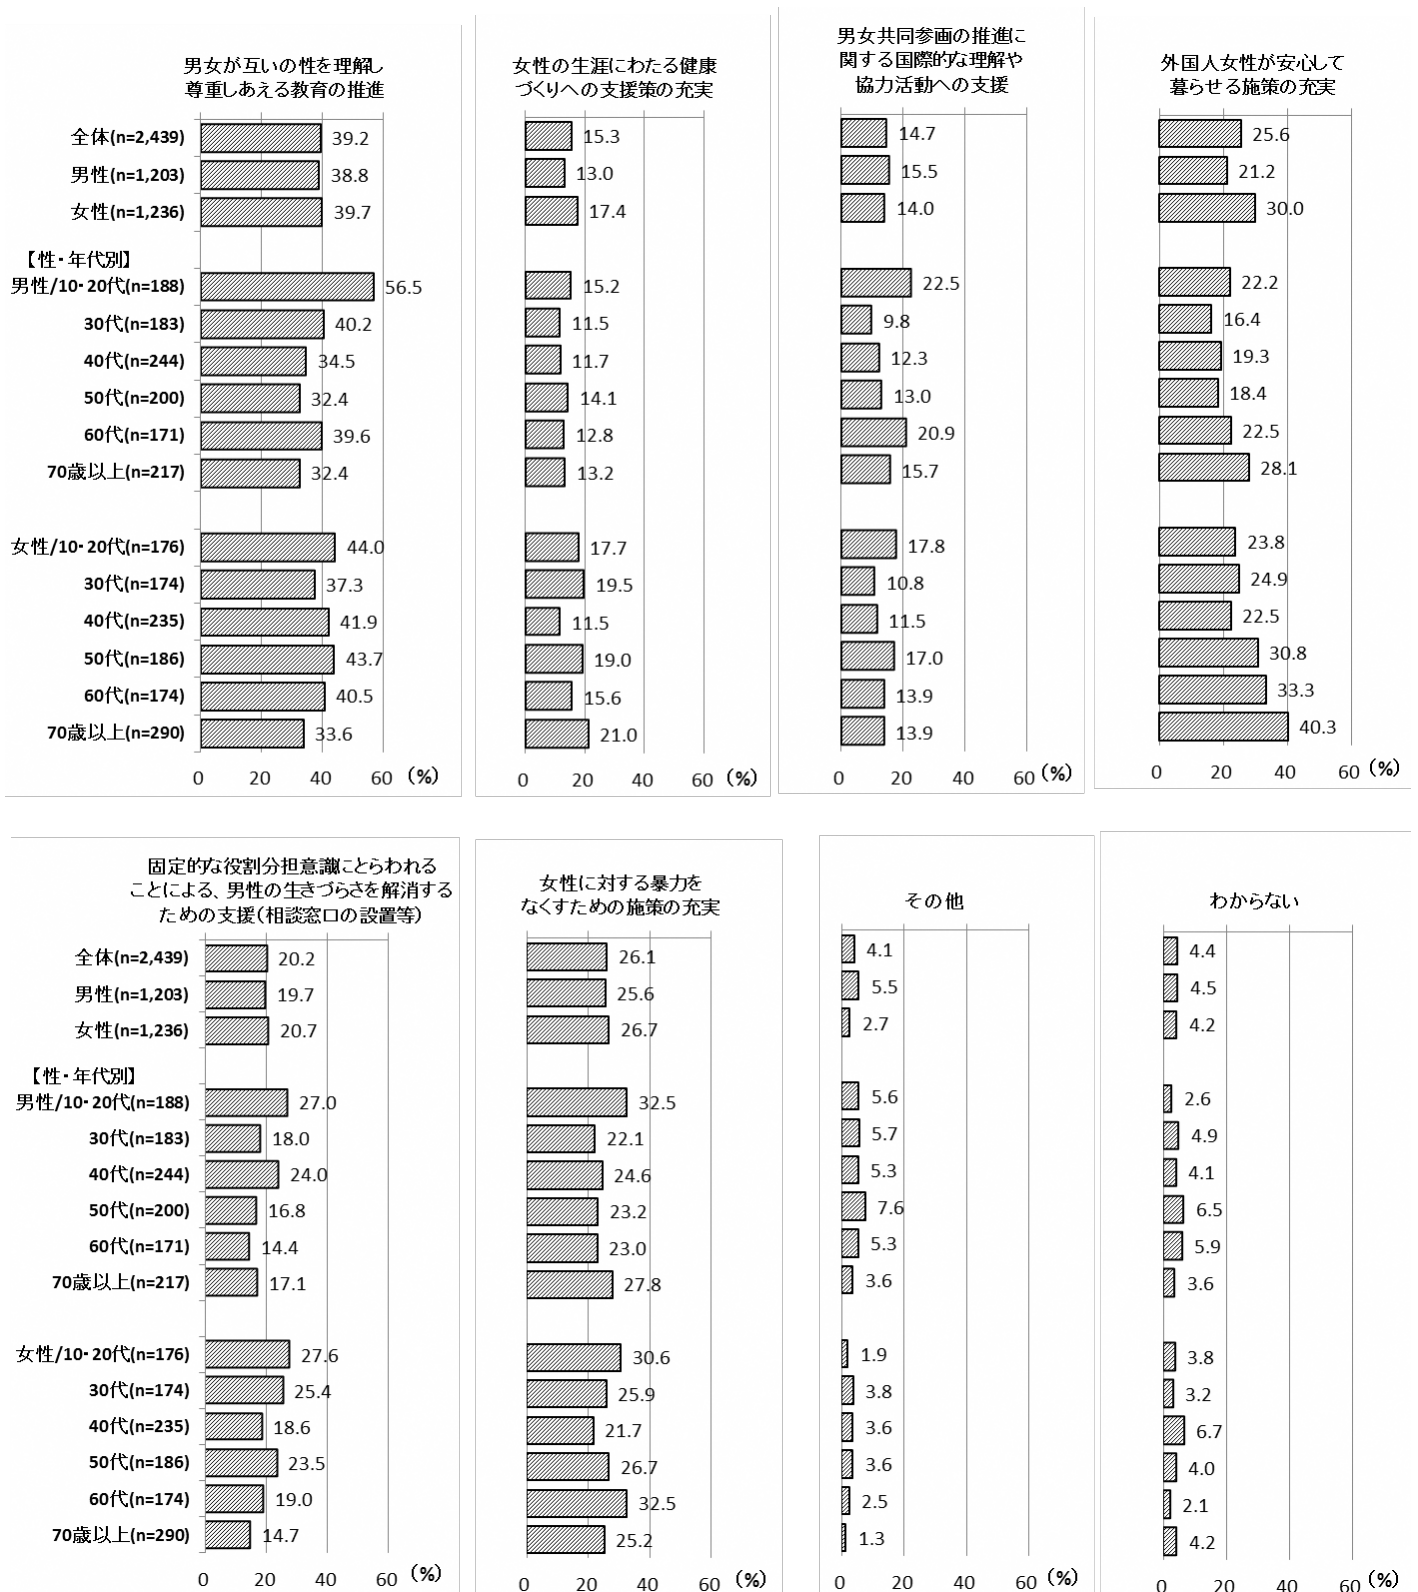 男女が互いの性を理解し
尊重しあえる教育の推進
全体(n=2,439) 39.2
男性(n=1,203) 38.8
女性(n=1,236) 39.7
【性・年代別】
男性/10・20代(n=188) 56.5
30代(n=183) 40.2
40代(n=244) 34.5
50代(n=200) 32.4
60代(n=171) 39.6
70歳以上(n=217) 32.4
女性/10・20代(n=176) 44.0
30代(n=174) 37.3
40代(n=235) 41.9
50代(n=186) 43.7
60代(n=174) 40.5
70歳以上(n=290) 33.6
0 20 40 60 (%)
女性の生涯にわたる健康
づくりへの支援策の充実
15.3
13.0
17.4
15.2
11.5
11.7
14.1
12.8
13.2
17.7
19.5
11.5
19.0
15.6
21.0
0 20 40 60 (%)
男女共同参画の推進に
関する国際的な理解や
協力活動への支援
14.7
15.5
14.0
22.5
9.8
12.3
13.0
20.9
15.7
17.8
10.8
11.5
17.0
13.9
13.9
0 20 40 60 (%)
外国人女性が安心して
暮らせる施策の充実
25.6
21.2
30.0
22.2
16.4
19.3
18.4
22.5
28.1
23.8
24.9
22.5
30.8
33.3
40.3
0 20 40 60 (%)
固定的な役割分担意識にとらわれる
ことによる、男性の生きづらさを解消する
ための支援(相談窓口の設置等)
全体(n=2,439) 20.2
男性(n=1,203) 19.7
女性(n=1,236) 20.7
【性・年代別】
男性/10・20代(n=188) 27.0
30代(n=183) 18.0
40代(n=244) 24.0
50代(n=200) 16.8
60代(n=171) 14.4
70歳以上(n=217) 17.1
女性/10・20代(n=176) 27.6
30代(n=174) 25.4
40代(n=235) 18.6
50代(n=186) 23.5
60代(n=174) 19.0
70歳以上(n=290) 14.7
0 20 40 60 (%)
女性に対する暴力を
なくすための施策の充実
26.1
25.6
26.7
32.5
22.1
24.6
23.2
23.0
27.8
30.6
25.9
21.7
26.7
32.5
25.2
0 20 40 60 (%)
その他
4.1
5.5
2.7
5.6
5.7
5.3
7.6
5.3
3.6
1.9
3.8
3.6
3.6
2.5
1.3
0 20 40 60 (%)
わからない
4.4
4.5
4.2
2.6
4.9
4.1
6.5
5.9
3.6
3.8
3.2
6.7
4.0
2.1
4.2
0 20 40 60 (%)